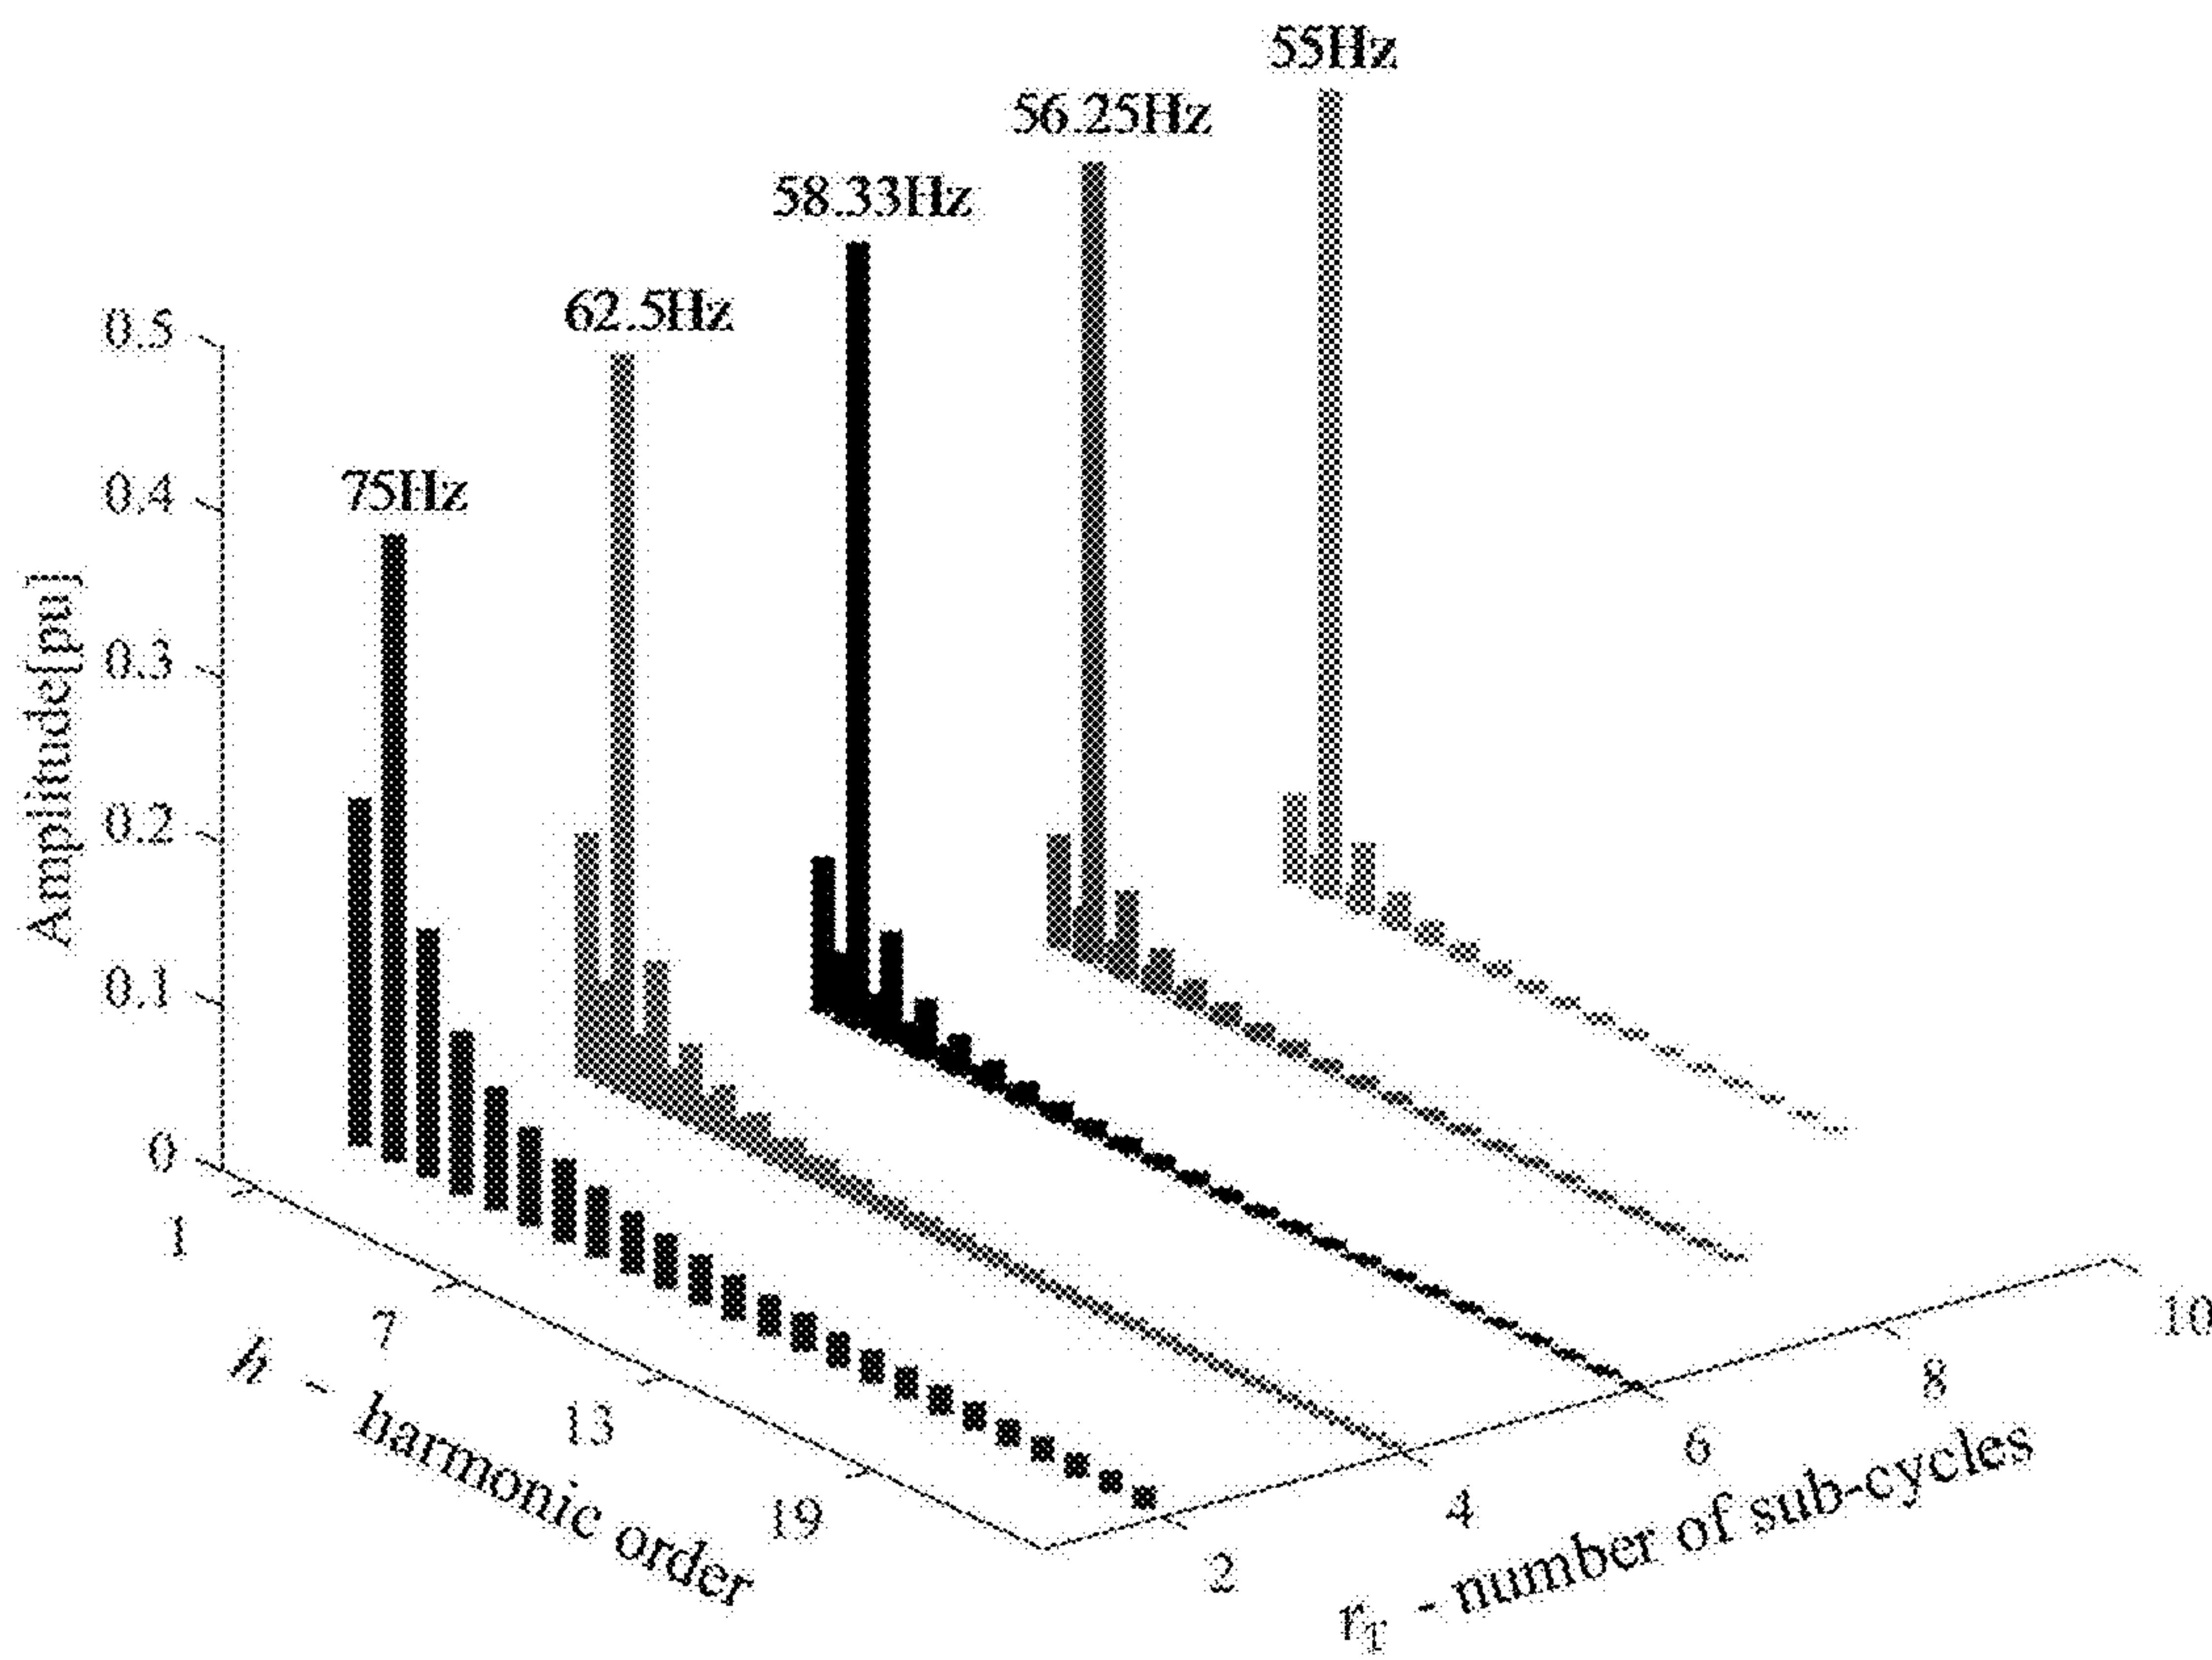 55Hz
56.25Hz
58.33Hz
62.5Hz
75Hz
0.5
0.4
0.3
0.2
0.1
0
Amplitude[pu]
1
7
13
19
h - harmonic order
2
4
6
8
10
r_T - number of sub-cycles